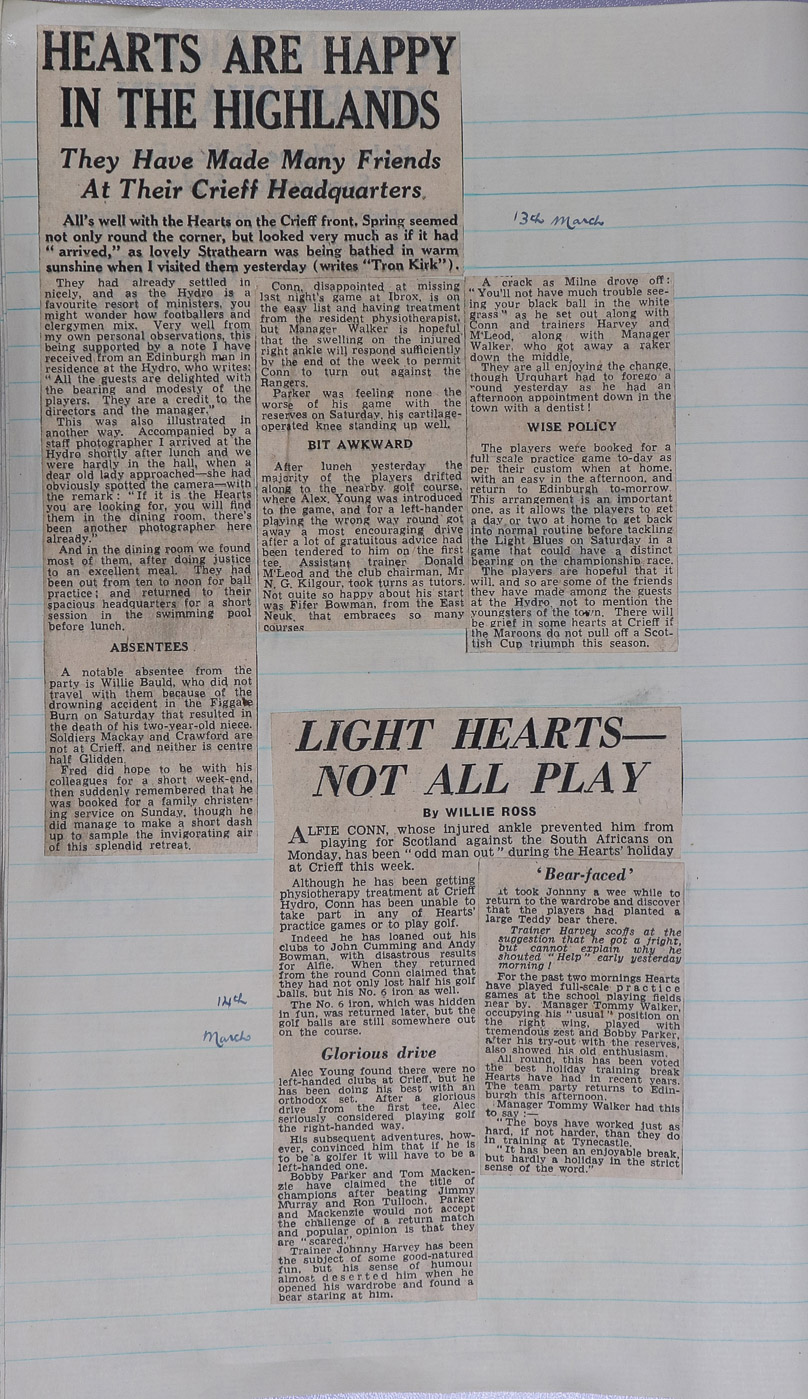 HEARTS ARE HAPPY
IN THE HIGHLANDS
They Have Made Many Friends
At Their Crieff Headquarters.
All's well with the Hearts on the Crieff front. Spring seemed
not only round the corner, but looked very much as if it had
" arrived," as lovely Strathearn was being bathed in warm
sunshine when I visited them yesterday (writes "Tron Kirk").
They had already settled in
nicely, and as the Hydro is a
favourite resort of ministers, you
might wonder how footballers and
clergymen mix. Very well from
my own personal observations, this
being supported by a note I have
received from an Edinburgh man in
residence at the Hydro, who writes:
"All the guests are delighted with
the bearing and modesty of the
players. They are a credit to the
directors and the manager."
This was also illustrated in
another way. Accompanied by a
staff photographer I arrived at the
Hydro shortly after lunch and we
were hardly in the hall, when a
dear old lady approached—she had
obviously spotted the camera—with
the remark: "If it is the Hearts
you are looking for, you will find
them in the dining room, there's
been another photographer here
already."
And in the dining room we found
most of them, after doing justice
to an excellent meal. They had
been out from ten to noon for ball
practice; and returned to their
spacious headquarters for a short
session in the swimming pool
before lunch.
ABSENTEES
A notable absentee from the
party is Willie Bauld, who did not
travel with them because of the
drowning accident in the Figgate
Burn on Saturday that resulted in
the death of his two-year-old niece.
Soldiers Mackay and Crawford are
not at Crieff, and neither is centre
half Glidden.
Fred did hope to be with his
colleagues for a short week-end,
then suddenly remembered that he
was booked for a family christen-
ing service on Sunday, though he
did manage to make a short dash
up to sample the invigorating air
of this splendid retreat.
Conn, disappointed at missing
last night's game at Ibrox, is on
the easy list and having treatment
from the resident physiotherapist,
but Manager Walker is hopeful
that the swelling on the injured
right ankle will respond sufficiently
by the end of the week to permit
Conn to turn out against the
Rangers.
Parker was feeling none the
worse of his game with the
reserves on Saturday, his cartilage-
operated knee standing up well.
BIT AWKWARD
After lunch yesterday the
majority of the players drifted
along to the nearby golf course,
where Alex. Young was introduced
to the game, and for a left-hander
playing the wrong way round got
away a most encouraging drive
after a lot of gratuitous advice had
been tendered to him on the first
tee. Assistant trainer Donald
M'Leod and the club chairman, Mr
N. G. Kilgour, took turns as tutors.
Not quite so happy about his start
was Fifer Bowman, from the East
Neuk, that embraces so many
courses
A crack as Milne drove off:
"You'll not have much trouble see-
ing your black ball in the white
grass" as he set out along with
Conn and trainers Harvey and
M'Leod, along with Manager
Walker, who got away a raker
down the middle.
They are all enjoying the change,
though Urquhart had to forego a
round yesterday as he had an
afternoon appointment down in the
town with a dentist!
WISE POLICY
The players were booked for a
full scale practice game to-day as
per their custom when at home,
with an easy in the afternoon, and
return to Edinburgh to-morrow.
This arrangement is an important
one, as it allows the players to get
a day or two at home to get back
into normal routine before tackling
the Light Blues on Saturday in a
game that could have a distinct
bearing on the championship race.
The players are hopeful that it
will, and so are some of the friends
they have made among the guests
at the Hydro, not to mention the
youngsters of the town. There will
be grief in some hearts at Crieff if
the Maroons do not pull off a Scot-
tish Cup triumph this season.
13th March
LIGHT HEARTS—
NOT ALL PLAY
By WILLIE ROSS
ALFIE CONN, whose injured ankle prevented him from
playing for Scotland against the South Africans on
Monday, has been "odd man out" during the Hearts' holiday
at Crieff this week.
Although he has been getting
physiotherapy treatment at Crieff
Hydro, Conn has been unable to
take part in any of Hearts'
practice games or to play golf.
Indeed he has loaned out his
clubs to John Cumming and Andy
Bowman, with disastrous results
for Alfie. When they returned
from the round Conn claimed that
they had not only lost half his golf
balls, but his No. 6 iron as well.
The No. 6 iron, which was hidden
in fun, was returned later, but the
golf balls are still somewhere out
on the course.
Glorious drive
Alec Young found there were no
left-handed clubs at Crieff, but he
has been doing his best with an
orthodox set. After a glorious
drive from the first tee, Alec
seriously considered playing golf
the right-handed way.
His subsequent adventures, how-
ever, convinced him that if he is
to be a golfer it will have to be a
left-handed one.
Bobby Parker and Tom Macken-
zie have claimed the title of
champions after beating Jimmy
Murray and Ron Tulloch. Parker
and Mackenzie would not accept
the challenge of a return match
and popular opinion is that they
are "scared."
Trainer Johnny Harvey has been
the subject of some good-natured
fun, but his sense of humour
almost deserted him when he
opened his wardrobe and found a
bear staring at him.
'Bear-faced'
It took Johnny a wee while to
return to the wardrobe and discover
that the players had planted a
large Teddy bear there.
Trainer Harvey scoffs at the
suggestion that he got a fright,
but cannot explain why he
shouted "Help" early yesterday
morning!
For the past two mornings Hearts
have played full-scale practice
games at the school playing fields
near by. Manager Tommy Walker,
occupying his "usual" position on
the right wing, played with
tremendous zest and Bobby Parker,
after his try-out with the reserves,
also showed his old enthusiasm.
All round, this has been voted
the best holiday training break
Hearts have had in recent years.
The team party returns to Edin-
burgh this afternoon.
Manager Tommy Walker had this
to say:—
"The boys have worked just as
hard, if not harder, than they do
in training at Tynecastle.
"It has been an enjoyable break,
but hardly a holiday in the strict
sense of the word."
14th
March